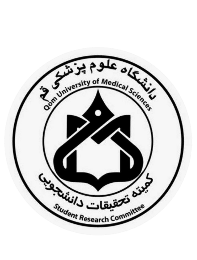 دانشگاه علوم پزشکی قم
Qom University of Medical Sciences
کمیته تحقیقات دانشجویی
Student Research Committee